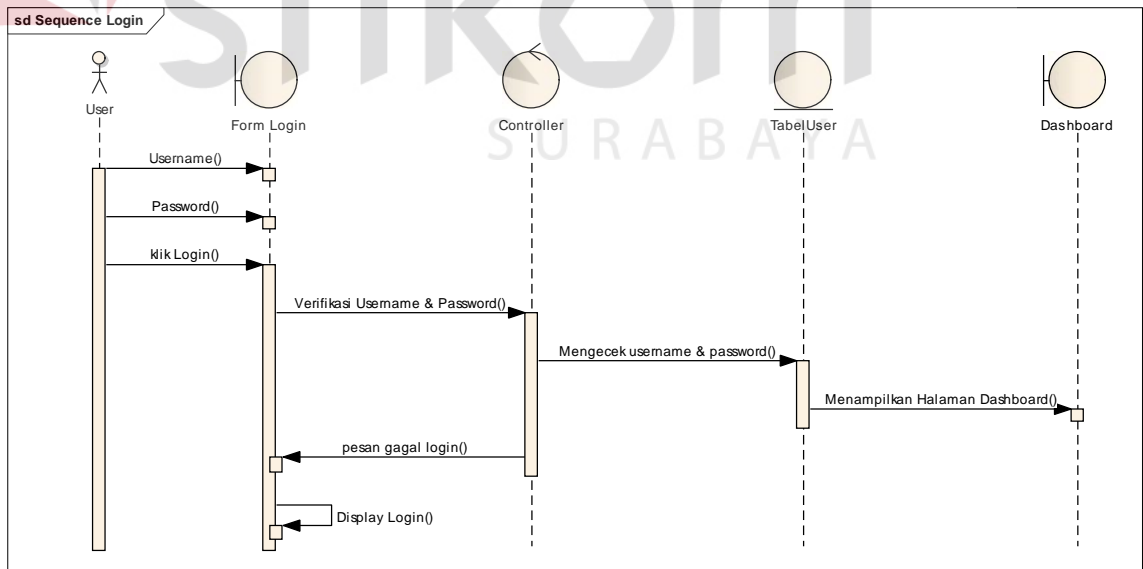 sd Sequence Login
stikom
SURABAYA
User
Form Login
Controller
TabelUser
Dashboard
Username()
Password()
klik Login()
Verifikasi Username & Password()
Mengecek username & password()
Menampilkan Halaman Dashboard()
pesan gagal login()
Display Login()